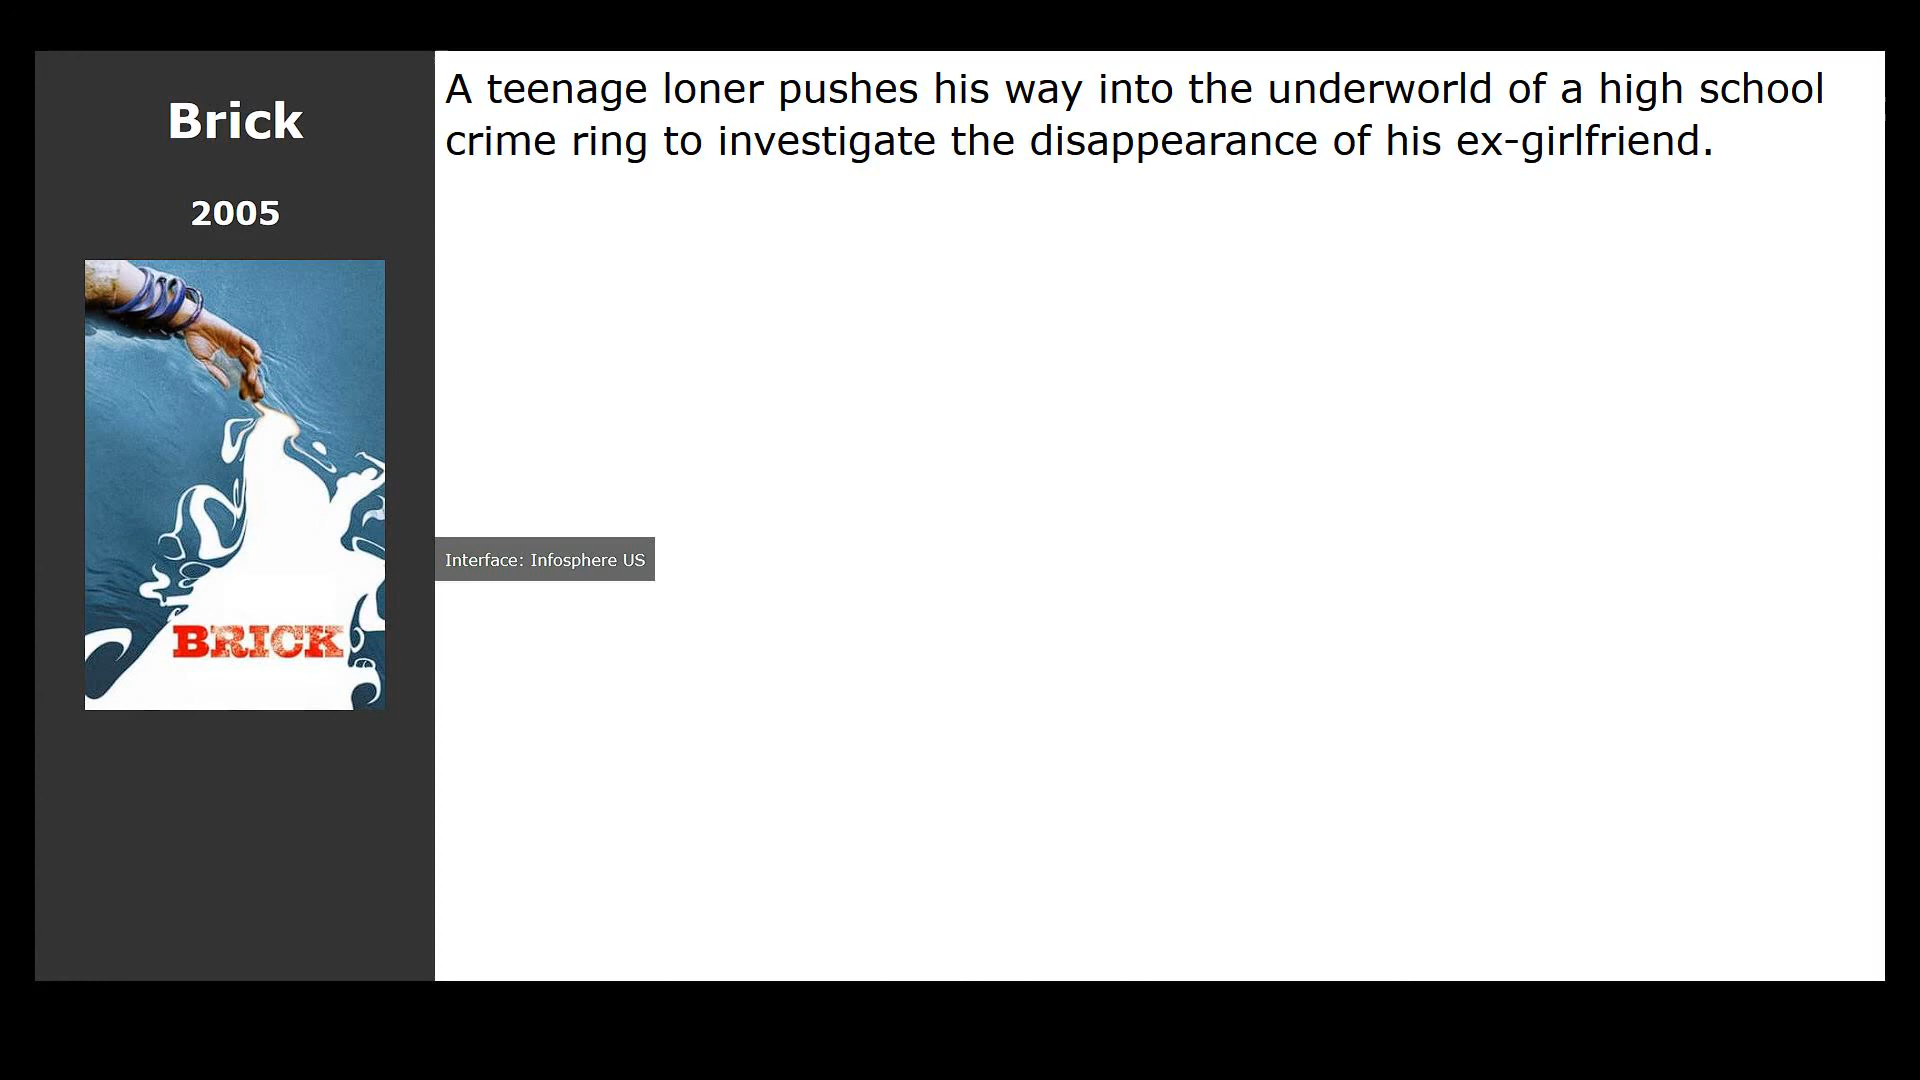 Brick
2005
BRICK
A teenage loner pushes his way into the underworld of a high school
crime ring to investigate the disappearance of his ex-girlfriend.
Interface: Infosphere US